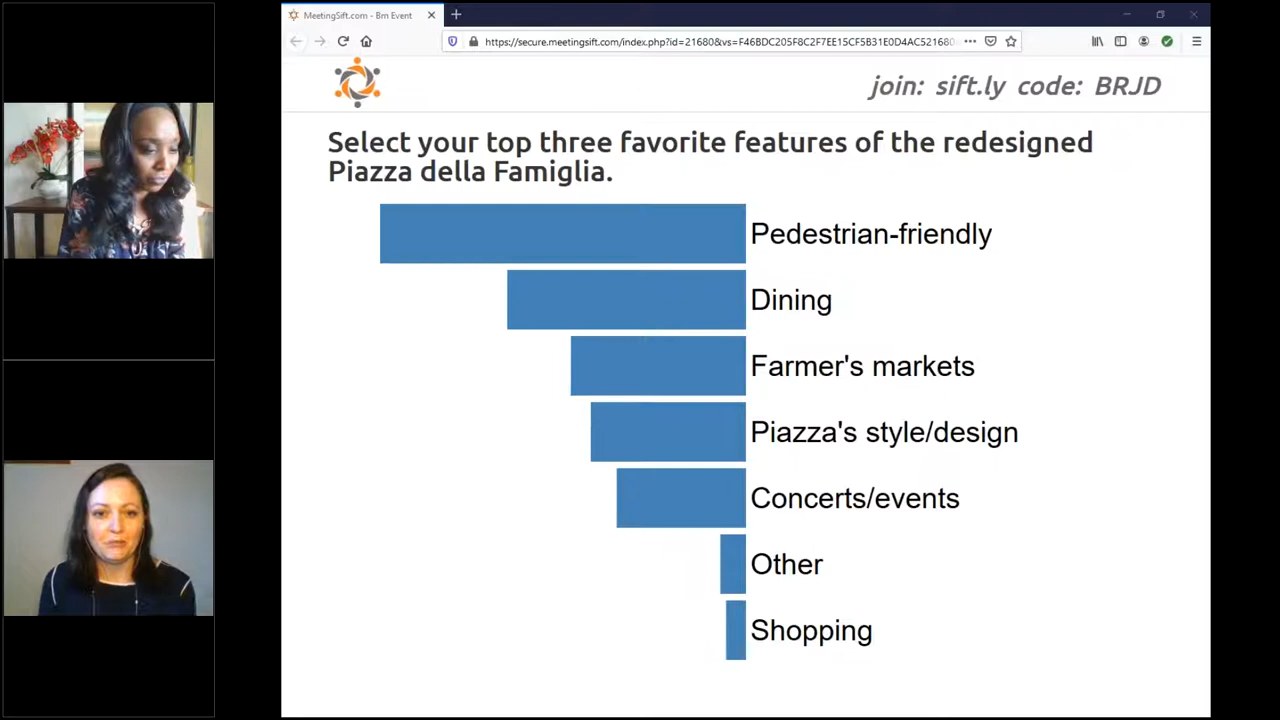 MeetingSift.com - Brn Event
https://secure.meetingsift.com/index.php?id=21680&vs=F46BDC205F8C2F7EE15CF5B31E0D4AC521680
join: sift.ly code: BRJD
Select your top three favorite features of the redesigned
Piazza della Famiglia.
Pedestrian-friendly
Dining
Farmer's markets
Piazza's style/design
Concerts/events
Other
Shopping